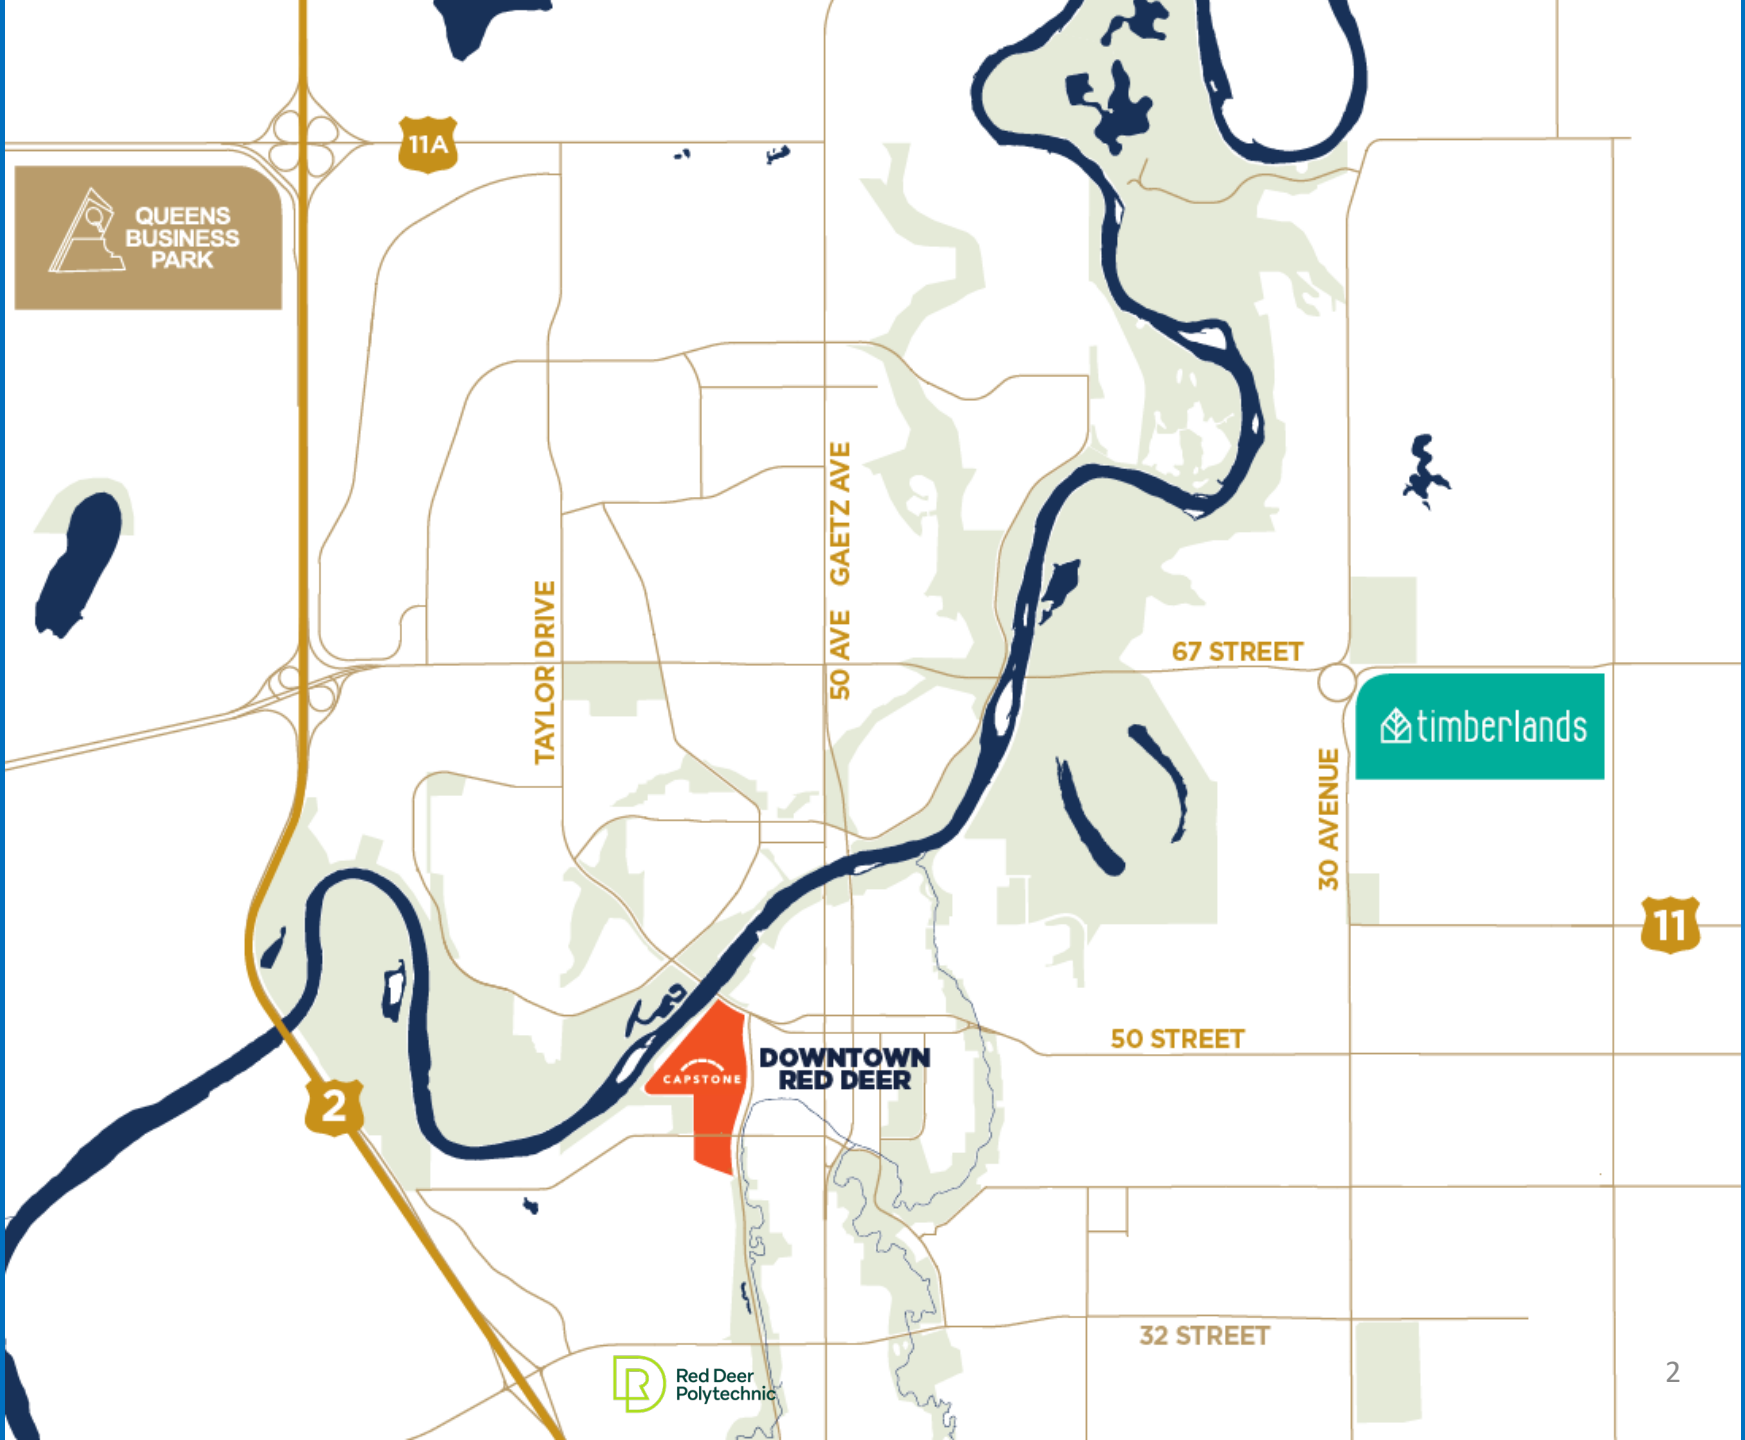 11A
QUEENS
BUSINESS
PARK
50 AVE GAETZ AVE
TAYLOR DRIVE
67 STREET
timberlands
30 AVENUE
11
50 STREET
DOWNTOWN
RED DEER
CAPSTONE
2
32 STREET
Red Deer
Polytechnic
2